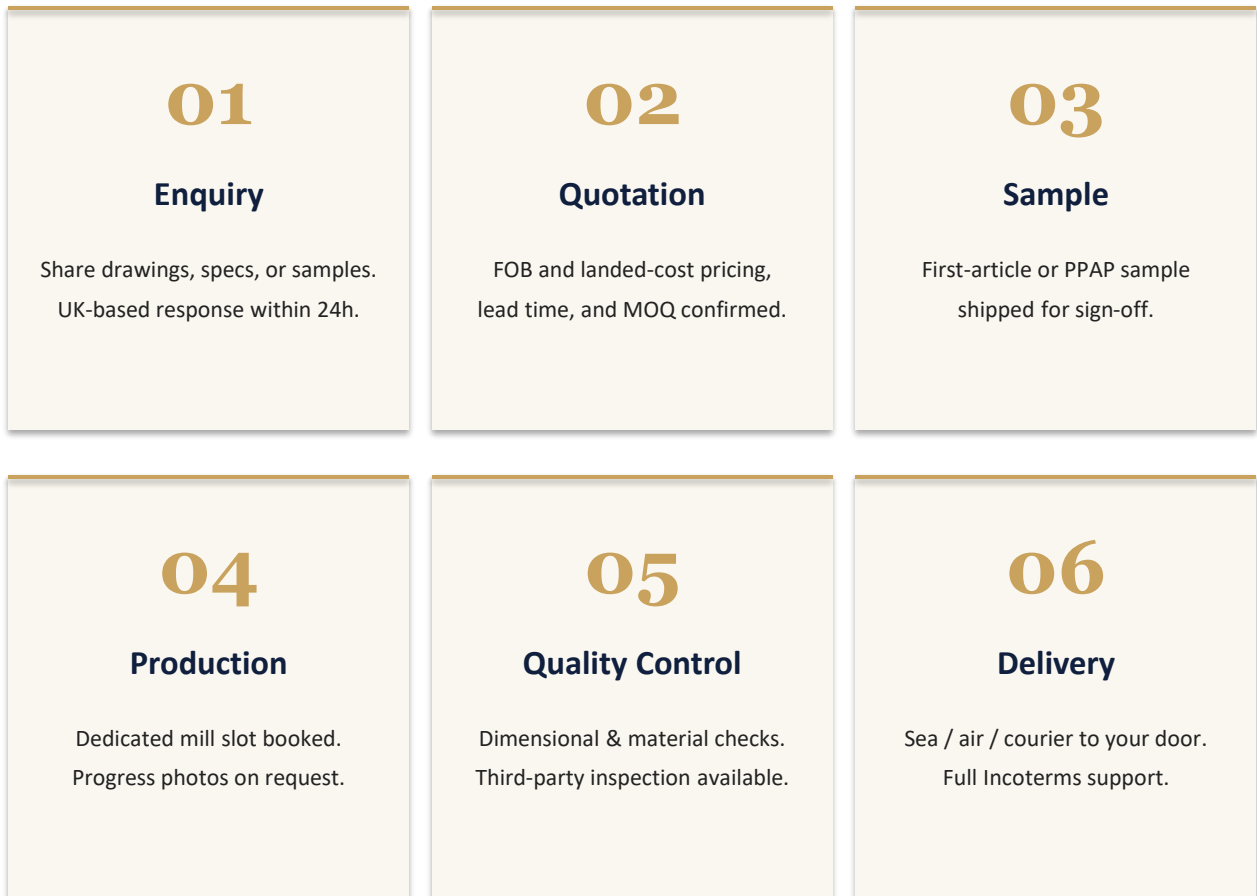 01
Enquiry
Share drawings, specs, or samples.
UK-based response within 24h.
02
Quotation
FOB and landed-cost pricing,
lead time, and MOQ confirmed.
03
Sample
First-article or PPAP sample
shipped for sign-off.
04
Production
Dedicated mill slot booked.
Progress photos on request.
05
Quality Control
Dimensional & material checks.
Third-party inspection available.
06
Delivery
Sea / air / courier to your door.
Full Incoterms support.